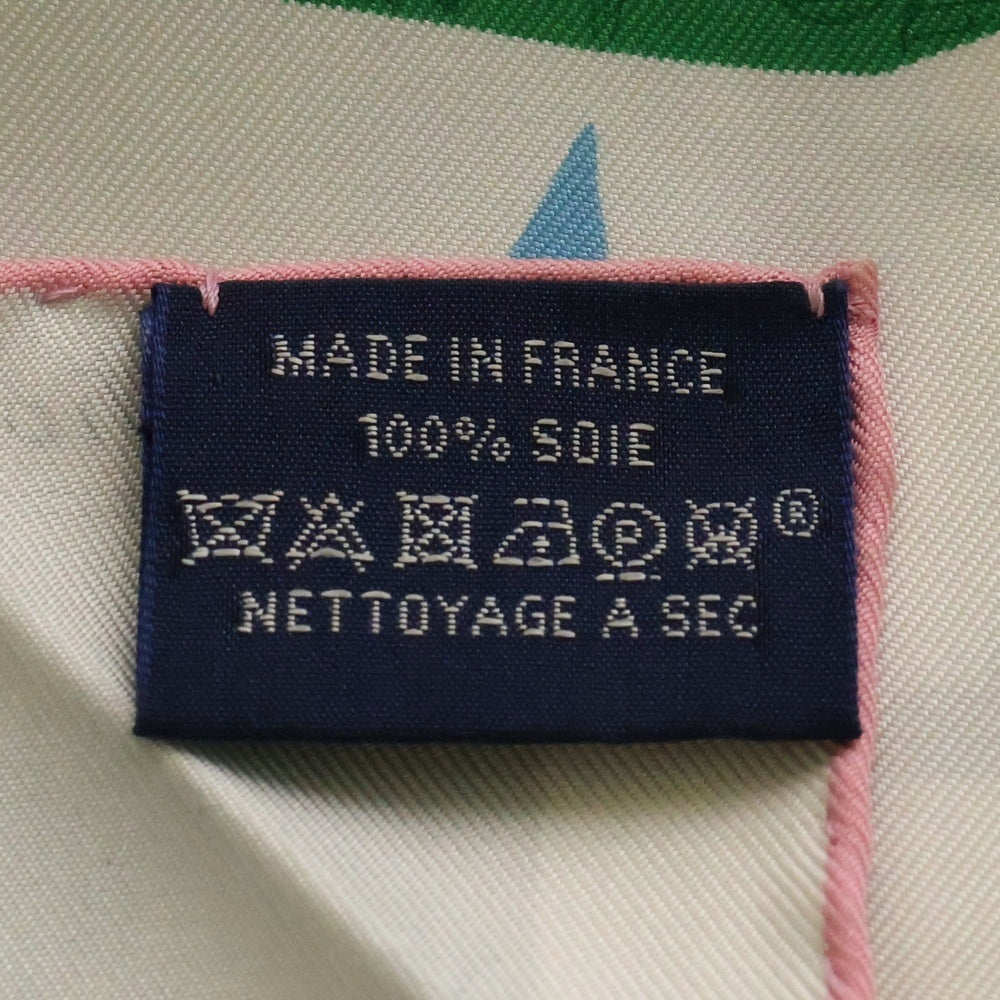 MADE IN FRANCE
100% SOIE
P W ®
NETTOYAGE A SEC